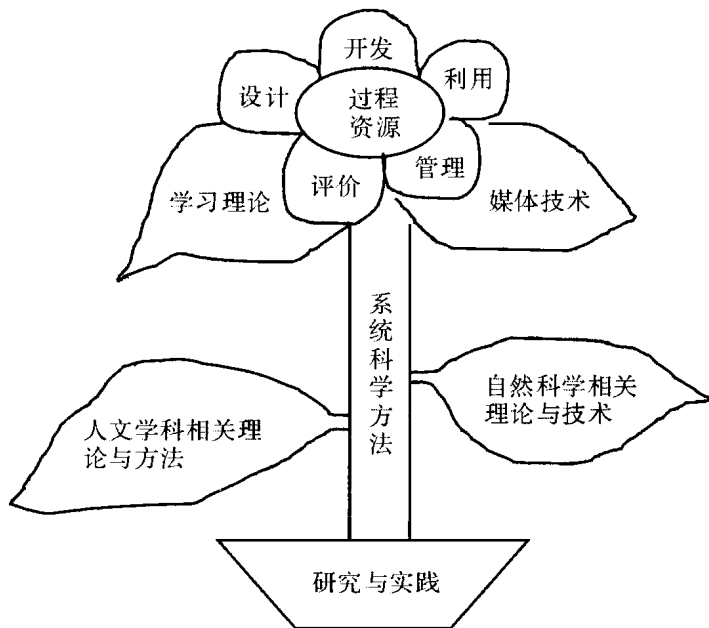 开发
设计
利用
过程
资源
管理
评价
学习理论
媒体技术
系统科学方法
自然科学相关
理论与技术
人文学科相关理
论与方法
研究与实践